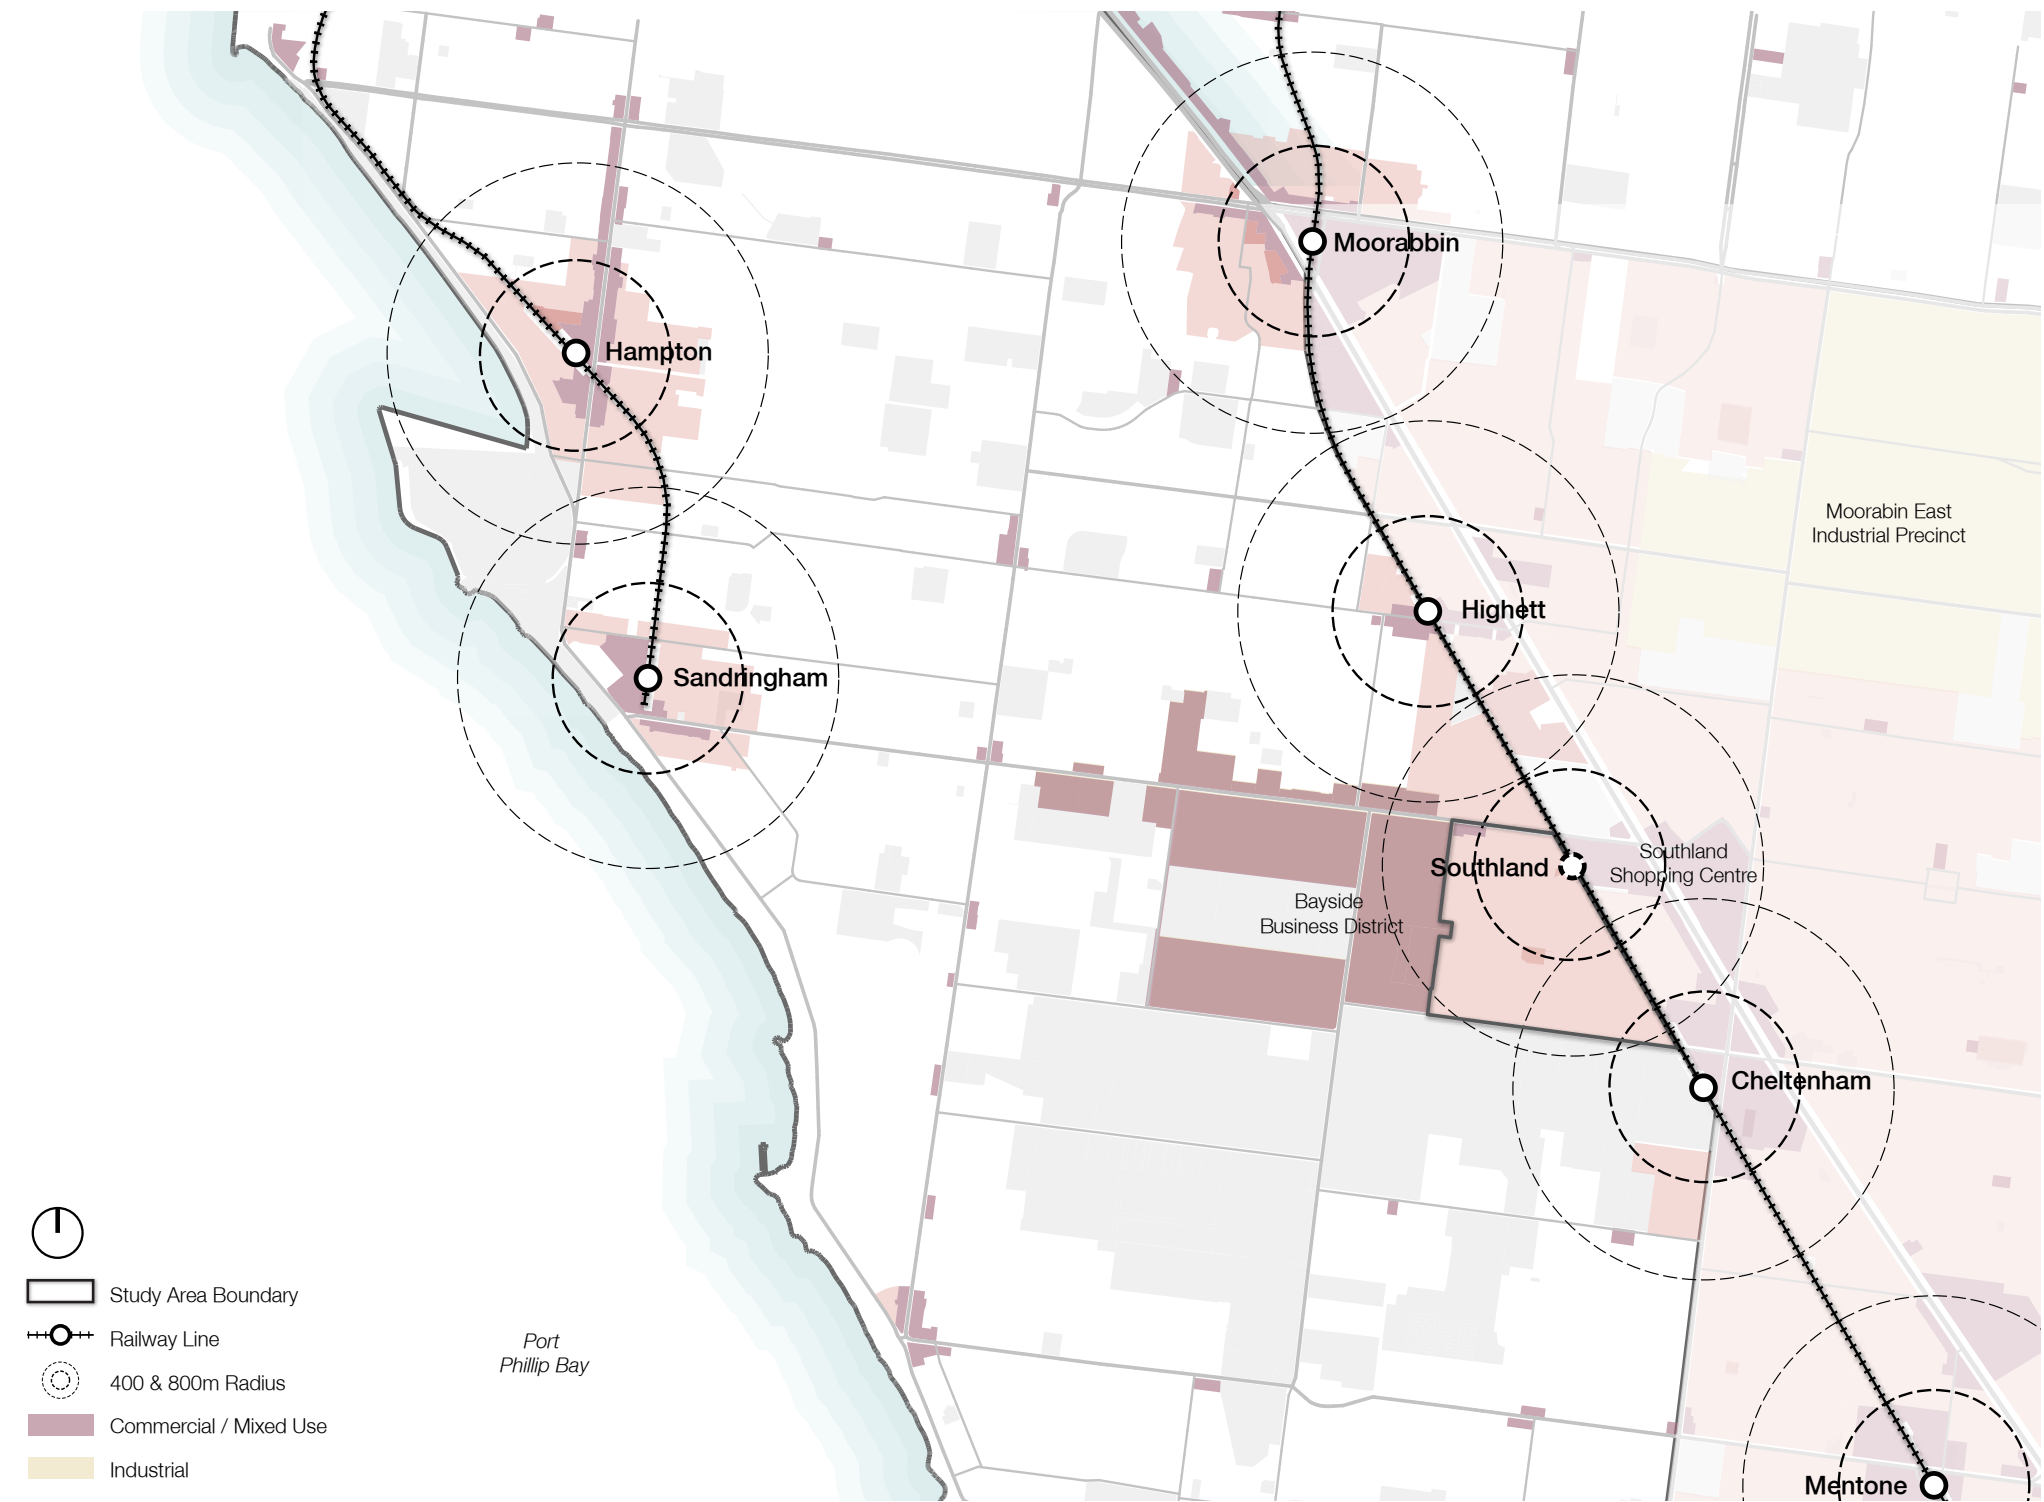 Moorabbin
Hampton
Moorabin East
Industrial Precinct
Highett
Sandringham
Southland
Southland
Shopping Centre
Bayside
Business District
Cheltenham
Mentone
Port
Phillip Bay
Study Area Boundary
Railway Line
400 & 800m Radius
Commercial / Mixed Use
Industrial